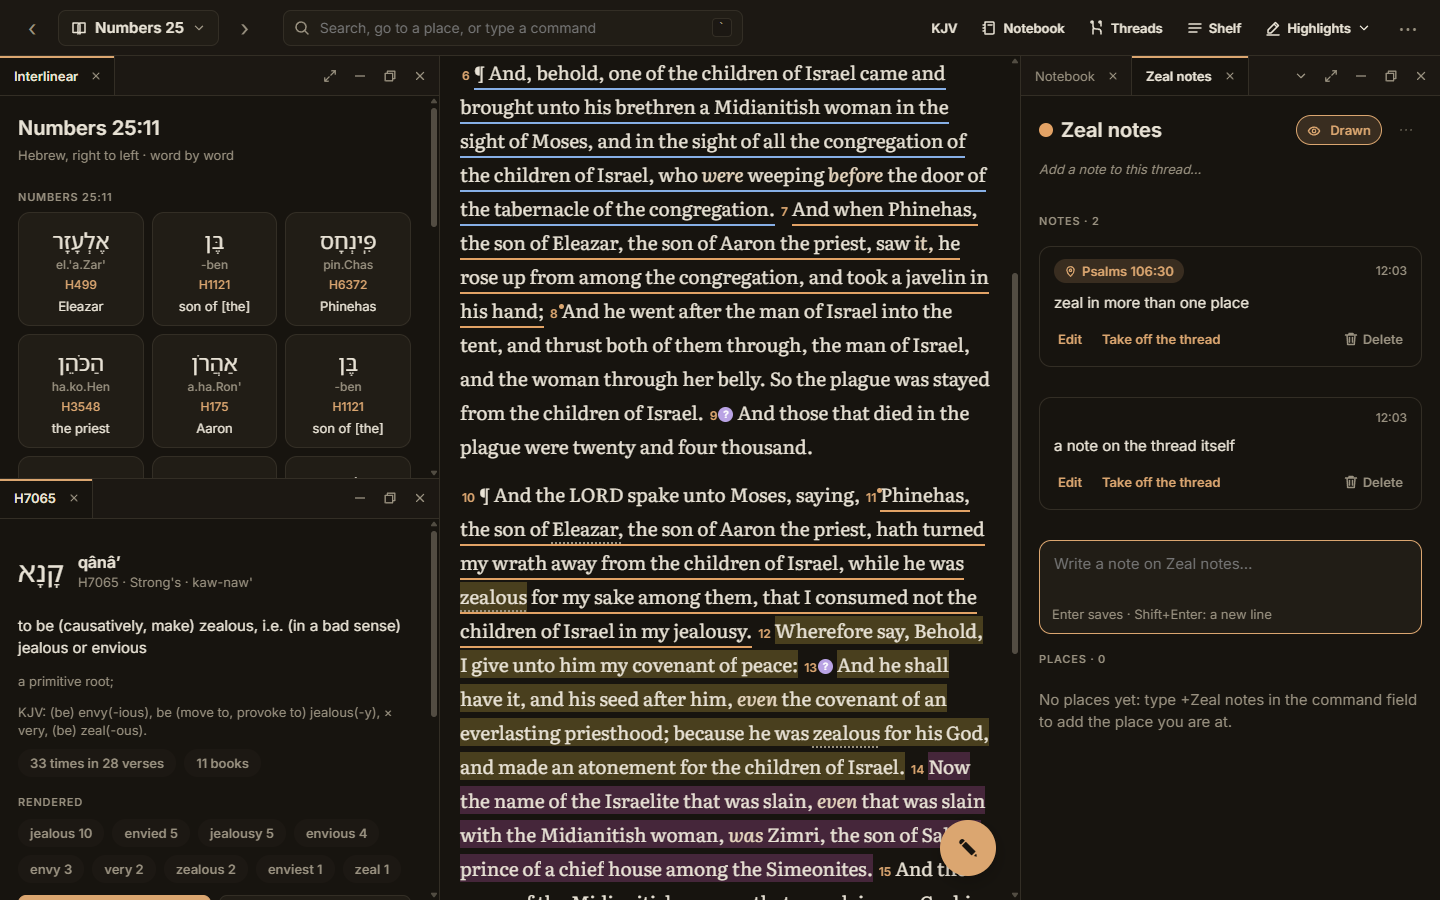 Numbers 25
Search, go to a place, or type a command
`
KJV
Notebook
Threads
Shelf
Highlights
Interlinear
Numbers 25:11
Hebrew, right to left · word by word
NUMBERS 25:11
אֶלְעָזָר
בֶּן
פִּינְחָס
el.'a.Zar'
-ben
pin.Chas
H499
H1121
H6372
Eleazar
son of [the]
Phinehas
הַכֹּהֵן
אַהֲרֹן
בֶּן
ha.ko.Hen
a.ha.Ron'
-ben
H3548
H175
H1121
the priest
Aaron
son of [the]
H7065
קָנָא
qânâʼ
H7065 · Strong's · kaw-naw'
to be (causatively, make) zealous, i.e. (in a bad sense)
jealous or envious
a primitive root;
KJV: (be) envy(-ious), be (move to, provoke to) jealous(-y), ×
very, (be) zeal(-ous).
33 times in 28 verses
11 books
RENDERED
jealous 10
envied 5
jealousy 5
envious 4
envy 3
very 2
zealous 2
enviest 1
zeal 1
6 ¶ And, behold, one of the children of Israel came and
brought unto his brethren a Midianitish woman in the
sight of Moses, and in the sight of all the congregation of
the children of Israel, who were weeping before the door of
the tabernacle of the congregation. 7 And when Phinehas,
the son of Eleazar, the son of Aaron the priest, saw it, he
rose up from among the congregation, and took a javelin in
his hand; 8 And he went after the man of Israel into the
tent, and thrust both of them through, the man of Israel,
and the woman through her belly. So the plague was stayed
from the children of Israel. 9 ? And those that died in the
plague were twenty and four thousand.
10 ¶ And the LORD spake unto Moses, saying, 11 Phinehas,
the son of Eleazar, the son of Aaron the priest, hath turned
my wrath away from the children of Israel, while he was
zealous for my sake among them, that I consumed not the
children of Israel in my jealousy. 12 Wherefore say, Behold,
I give unto him my covenant of peace: 13 ? And he shall
have it, and his seed after him, even the covenant of an
everlasting priesthood; because he was zealous for his God,
and made an atonement for the children of Israel. 14 Now
the name of the Israelite that was slain, even that was slain
with the Midianitish woman, was Zimri, the son of
prince of a chief house among the Simeonites. 15 And
Notebook
Zeal notes
Zeal notes
Drawn
Add a note to this thread...
NOTES · 2
Psalms 106:30
12:03
zeal in more than one place
Edit
Take off the thread
Delete
12:03
a note on the thread itself
Edit
Take off the thread
Delete
Write a note on Zeal notes...
Enter saves · Shift+Enter: a new line
PLACES · 0
No places yet: type +Zeal notes in the command field
to add the place you are at.